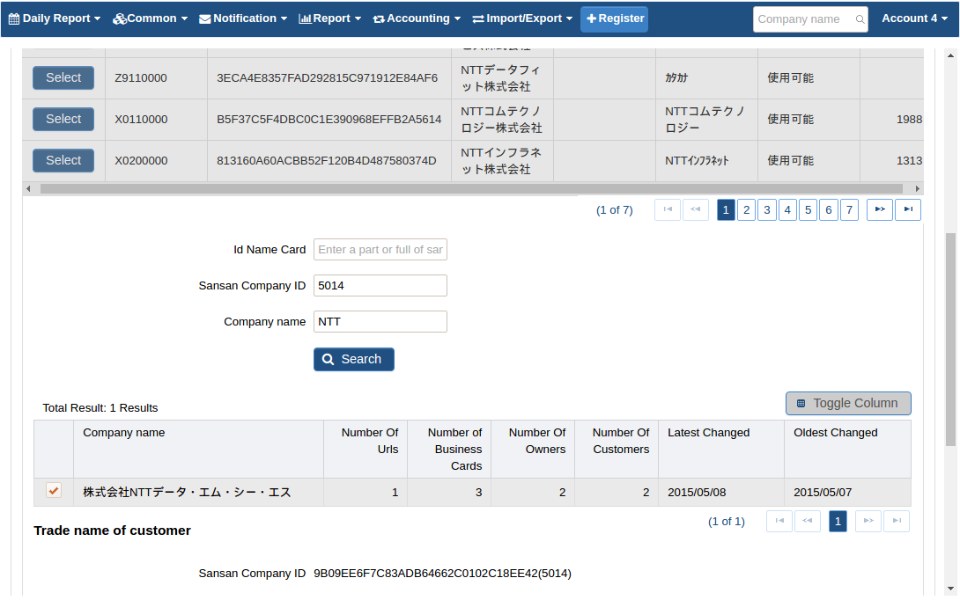 Daily Report Common Notification Report Accounting Import/Export Register Company name Account 4
Select Z9110000 3ECA4E8357FAD292815C971912E84AF6 NTTデータフィ ｶﾀｶﾅ 使用可能
ット株式会社
Select X0110000 B5F37C5F4DBC0C1E390968EFFB2A5614 NTTコムテクノ NTTコムテクノ 使用可能 1988
ロジー株式会社 ロジー
Select X0200000 813160A60ACBB52F120B4D487580374D NTTインフラネ NTTｲﾝﾌﾗﾈｯﾄ 使用可能 1313
ット株式会社
(1 of 7) 1 2 3 4 5 6 7
Id Name Card Enter a part or full of sar
Sansan Company ID 5014
Company name NTT
Search
Total Result: 1 Results Toggle Column
Company name Number Of Number of Number Of Number Of Latest Changed Oldest Changed
Urls Business Owners Customers
Cards
株式会社NTTデータ・エム・シー・エス 1 3 2 2 2015/05/08 2015/05/07
(1 of 1) 1
Trade name of customer
Sansan Company ID 9B09EE6F7C83ADB64662C0102C18EE42(5014)